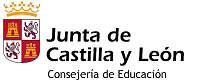 Junta de
Castilla y León
Consejería de Educación